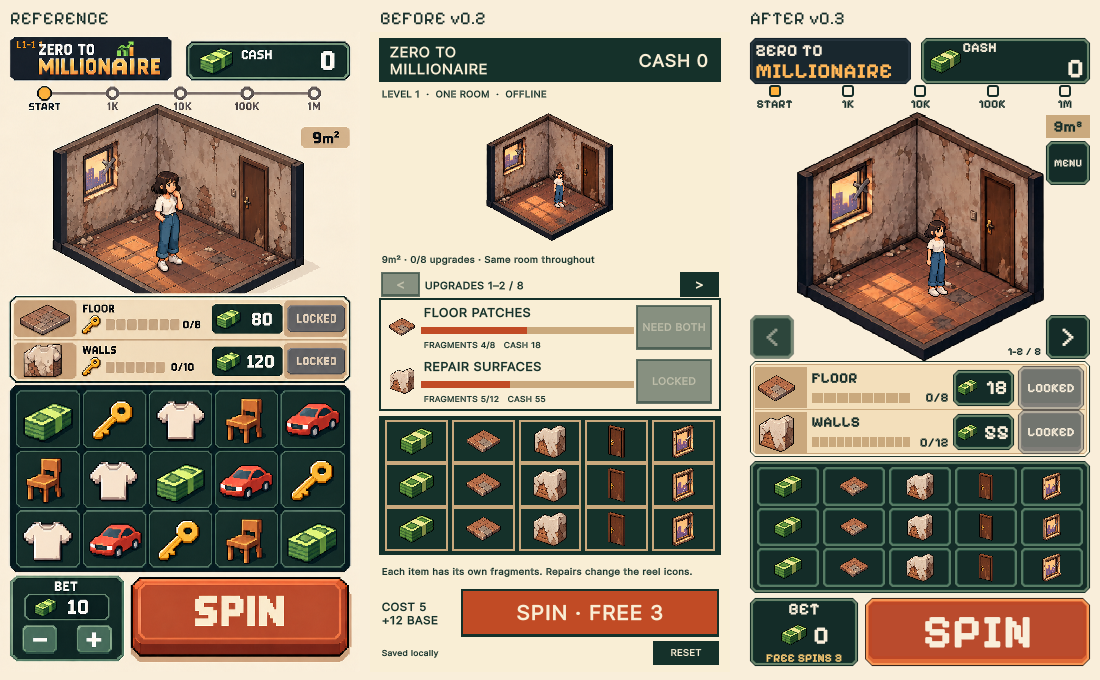 REFERENCE
L1-1
ZERO TO
MILLIONAIRE
CASH
0
START
1K
10K
100K
1M
9m²
FLOOR
0/8
80
LOCKED
WALLS
0/10
120
LOCKED
BET
10
−
+
SPIN
BEFORE v0.2
ZERO TO
MILLIONAIRE
CASH 0
LEVEL 1 · ONE ROOM · OFFLINE
9m² · 0/8 upgrades · Same room throughout
<
UPGRADES 1–2 / 8
>
FLOOR PATCHES
FRAGMENTS 4/8 CASH 18
NEED BOTH
REPAIR SURFACES
FRAGMENTS 5/12 CASH 55
LOCKED
Each item has its own fragments. Repairs change the reel icons.
COST 5
+12 BASE
SPIN · FREE 3
Saved locally
RESET
AFTER v0.3
ZERO TO
MILLIONAIRE
CASH
0
START
1K
10K
100K
1M
9m²
MENU
<
>
1-2 / 8
FLOOR
0/8
18
LOCKED
WALLS
0/12
55
LOCKED
BET
0
FREE SPINS 3
SPIN